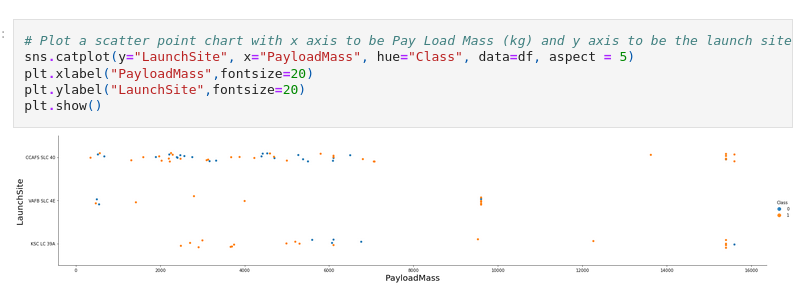 :
# Plot a scatter point chart with x axis to be Pay Load Mass (kg) and y axis to be the launch site
sns.catplot(y="LaunchSite", x="PayloadMass", hue="Class", data=df, aspect = 5)
plt.xlabel("PayloadMass",fontsize=20)
plt.ylabel("LaunchSite",fontsize=20)
plt.show()
CCAFS SLC 40
VAFB SLC 4E
KSC LC 39A
LaunchSite
Class
0
1
0 2000 4000 6000 8000 10000 12000 14000 16000
PayloadMass